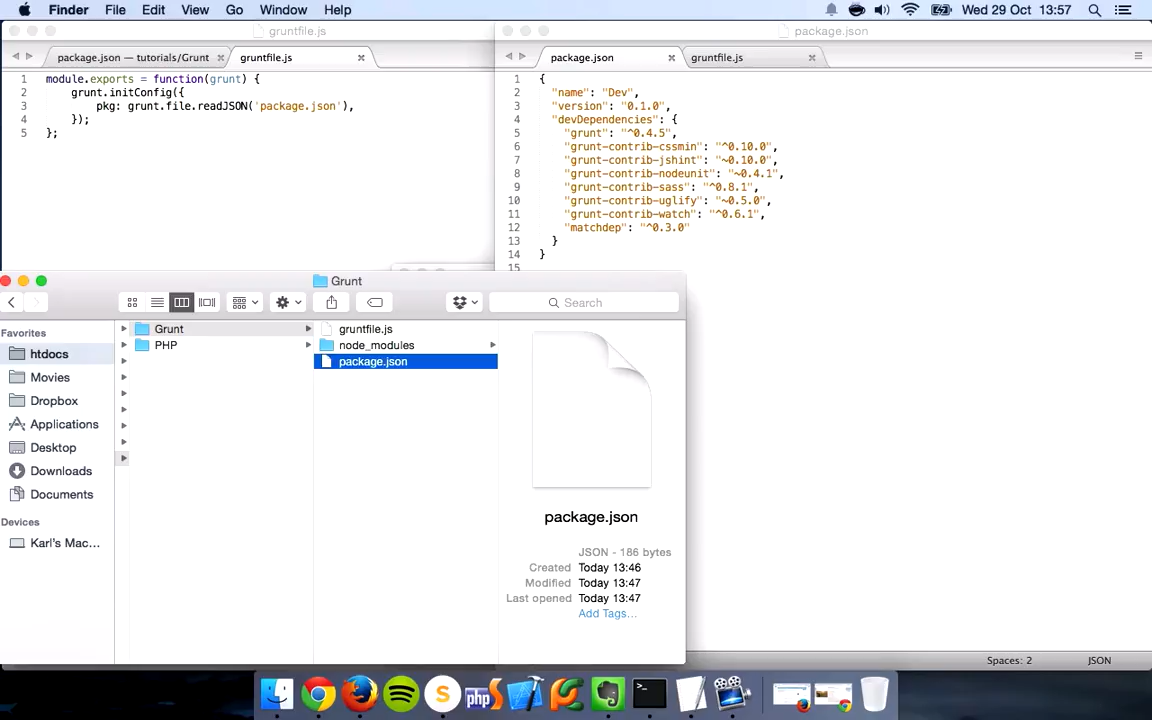 Finder File Edit View Go Window Help Wed 29 Oct 13:57
gruntfile.js
package.json — tutorials/Grunt gruntfile.js
1 module.exports = function(grunt) {
2 grunt.initConfig({
3 pkg: grunt.file.readJSON('package.json'),
4 });
5 };
package.json
package.json gruntfile.js
1 {
2 "name": "Dev",
3 "version": "0.1.0",
4 "devDependencies": {
5 "grunt": "^0.4.5",
6 "grunt-contrib-cssmin": "^0.10.0",
7 "grunt-contrib-jshint": "~0.10.0",
8 "grunt-contrib-nodeunit": "~0.4.1",
9 "grunt-contrib-sass": "^0.8.1",
10 "grunt-contrib-uglify": "~0.5.0",
11 "grunt-contrib-watch": "^0.6.1",
12 "matchdep": "^0.3.0"
13 }
14 }
15
Grunt
Search
Favorites
htdocs
Movies
Dropbox
Applications
Desktop
Downloads
Documents
Devices
Karl's Mac...
Grunt
PHP
gruntfile.js
node_modules
package.json
package.json
JSON - 186 bytes
Created Today 13:46
Modified Today 13:47
Last opened Today 13:47
Add Tags...
Spaces: 2 JSON
S
php